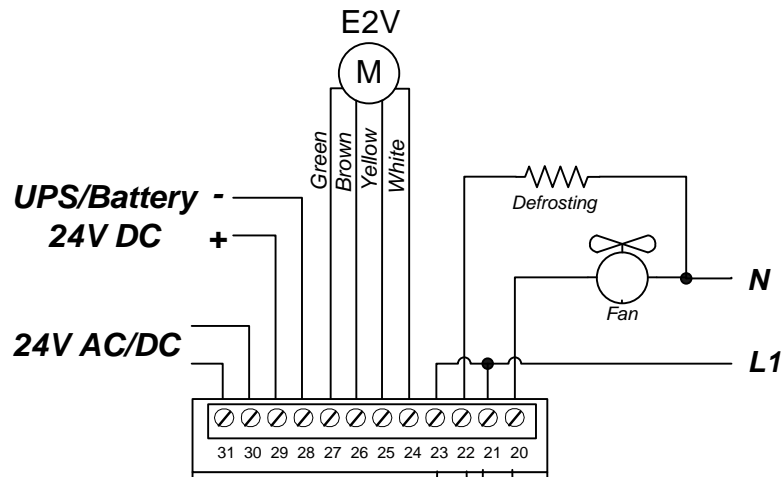 E2V
M
Green
Brown
Yellow
White
UPS/Battery -
24V DC +
Defrosting
Fan
N
24V AC/DC
L1
31 30 29 28 27 26 25 24 23 22 21 20